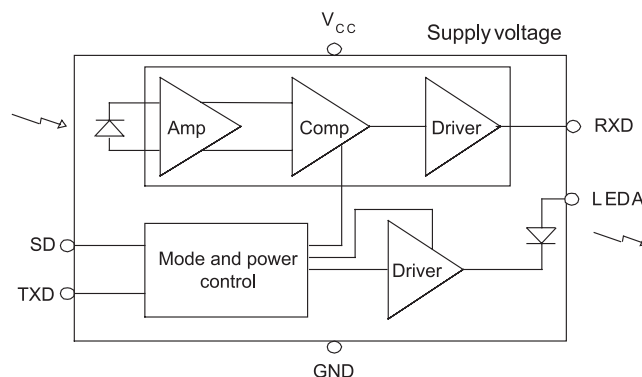 VCC
Supply voltage
Amp
Comp
Driver
RXD
LEDA
SD
Mode and power
control
Driver
TXD
GND